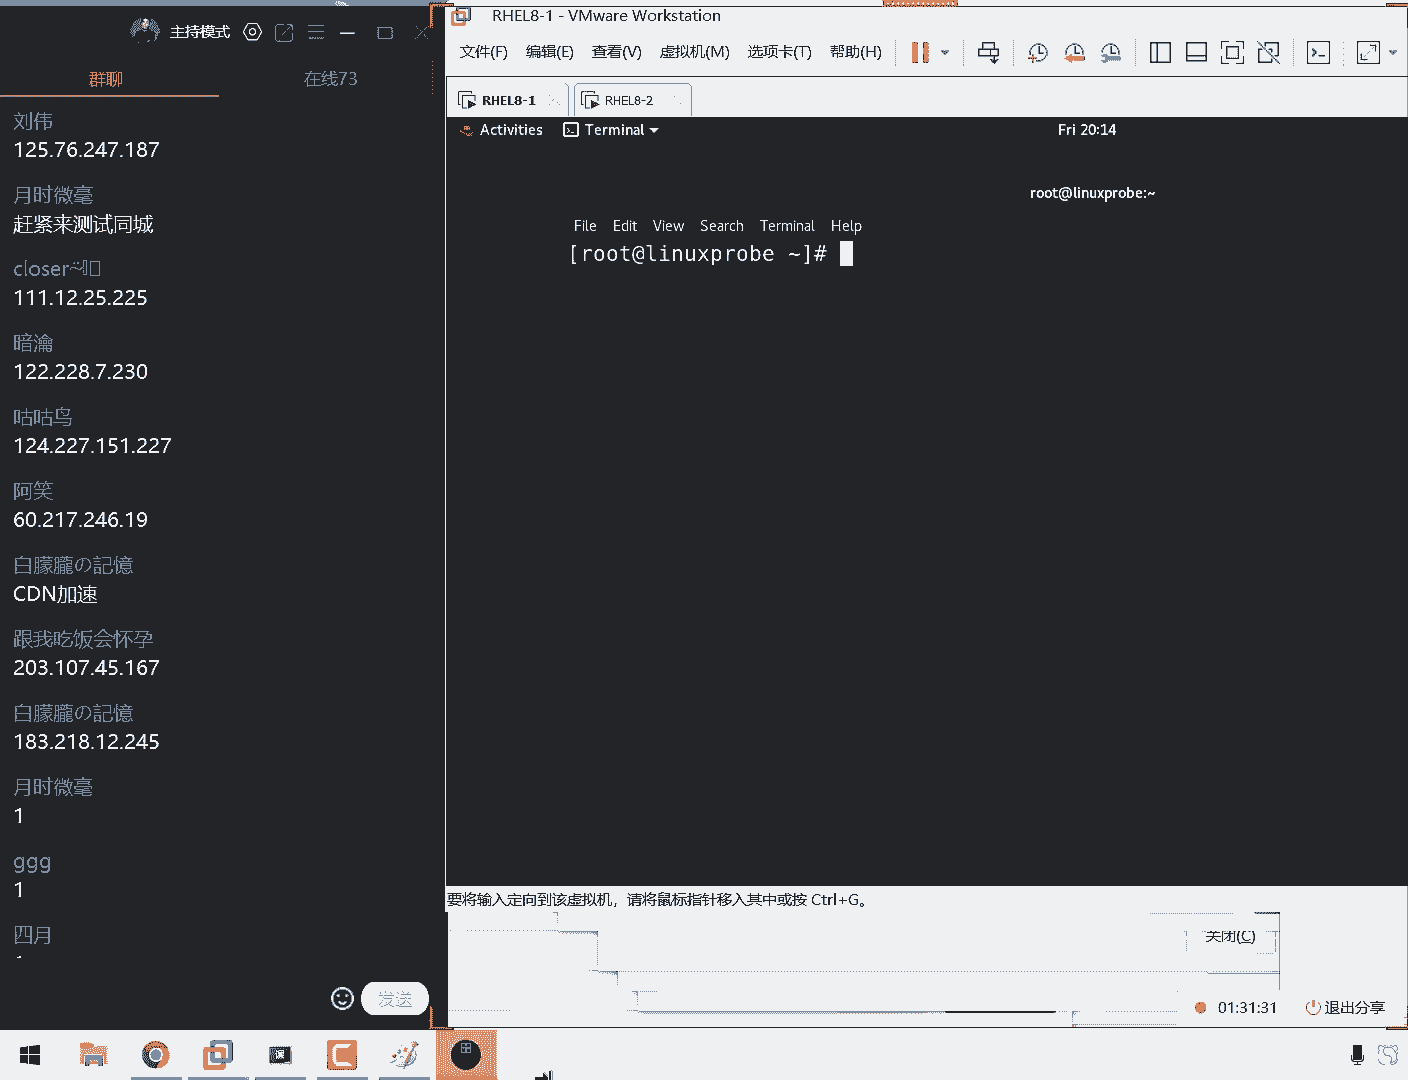 主持模式
群聊
在线73
刘伟
125.76.247.187
月时微毫
赶紧来测试同城
closer
111.12.25.225
暗瀹
122.228.7.230
咕咕鸟
124.227.151.227
阿笑
60.217.246.19
白朦朧の記憶
CDN加速
跟我吃饭会怀孕
203.107.45.167
白朦朧の記憶
183.218.12.245
月时微毫
1
ggg
1
四月
发送
RHEL8-1 - VMware Workstation
文件(F) 编辑(E) 查看(V) 虚拟机(M) 选项卡(T) 帮助(H)
RHEL8-1 RHEL8-2
Activities Terminal Fri 20:14
root@linuxprobe:~
File Edit View Search Terminal Help
[root@linuxprobe ~]#
要将输入定向到该虚拟机，请将鼠标指针移入其中或按 Ctrl+G。
关闭(C)
01:31:31 退出分享